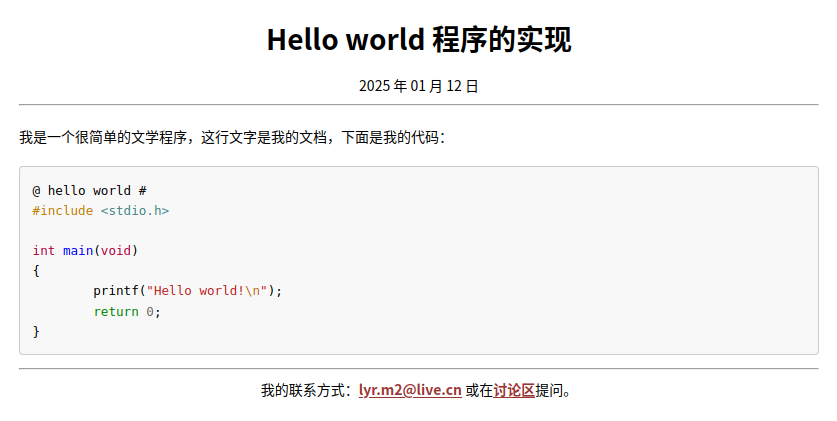 Hello world 程序的实现
2025 年 01 月 12 日
我是一个很简单的文学程序，这行文字是我的文档，下面是我的代码：
@ hello world #
#include <stdio.h>
int main(void)
{
        printf("Hello world!\n");
        return 0;
}
我的联系方式：lyr.m2@live.cn 或在讨论区提问。